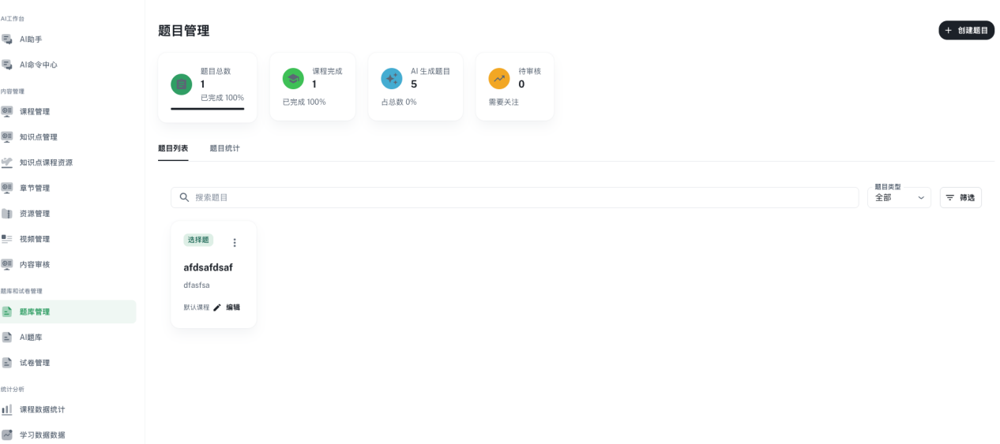 AI工作台
AI助手
AI命令中心
内容管理
课程管理
知识点管理
知识点课程资源
章节管理
资源管理
视频管理
内容审核
题库和试卷管理
题库管理
AI题库
试卷管理
统计分析
课程数据统计
学习数据数据
题目管理
+ 创建题目
题目总数
1
已完成 100%
课程完成
1
已完成 100%
AI 生成题目
5
占总数 0%
待审核
0
需要关注
题目列表
题目统计
搜索题目
题目类型
全部
筛选
选择题
afdsafdsaf
dfasfsa
默认课程 编辑